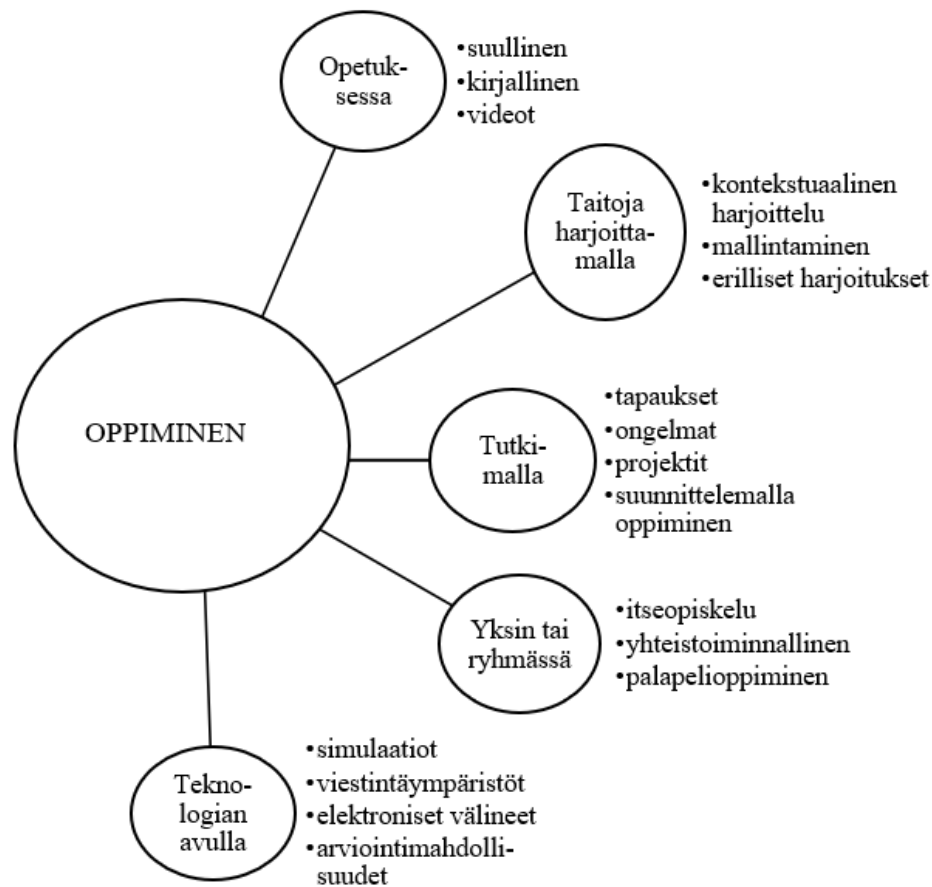 Opetuk-
sessa
•suullinen
•kirjallinen
•videot
Taitoja
harjoitta-
malla
•kontekstuaalinen
harjoittelu
•mallintaminen
•erilliset harjoitukset
OPPIMINEN
Tutki-
malla
•tapaukset
•ongelmat
•projektit
•suunnittelemalla
oppiminen
Yksin tai
ryhmässä
•itseopiskelu
•yhteistoiminnallinen
•palapelioppiminen
Tekno-
logian
avulla
•simulaatiot
•viestintäympäristöt
•elektroniset välineet
•arviointimahdolli-
suudet